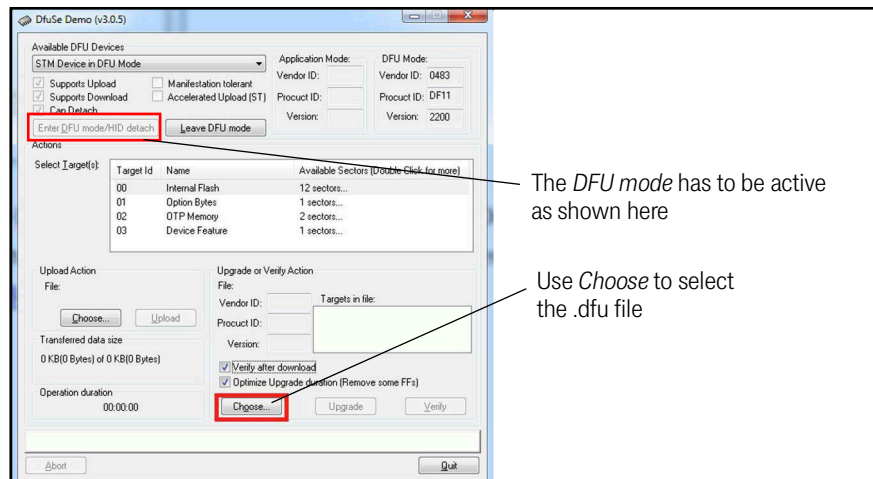 DfuSe Demo (v3.0.5)
Available DFU Devices
STM Device in DFU Mode
Supports Upload
Manifestation tolerant
Supports Download
Accelerated Upload (ST)
Can Detach
Enter DFU mode/HID detach
Leave DFU mode
Application Mode:
Vendor ID:
Procuct ID:
Version:
DFU Mode:
Vendor ID: 0483
Procuct ID: DF11
Version: 2200
Actions
Select Target(s):
Target Id Name Available Sectors (Double Click for more)
00 Internal Flash 12 sectors...
01 Option Bytes 1 sectors...
02 OTP Memory 2 sectors...
03 Device Feature 1 sectors...
The DFU mode has to be active
as shown here
Upload Action
File:
Choose...
Upload
Transferred data size
0 KB(0 Bytes) of 0 KB(0 Bytes)
Operation duration
00:00:00
Upgrade or Verify Action
File:
Vendor ID:
Targets in file:
Procuct ID:
Version:
Verify after download
Optimize Upgrade duration (Remove some FFs)
Choose...
Upgrade
Verify
Use Choose to select
the .dfu file
Abort
Quit